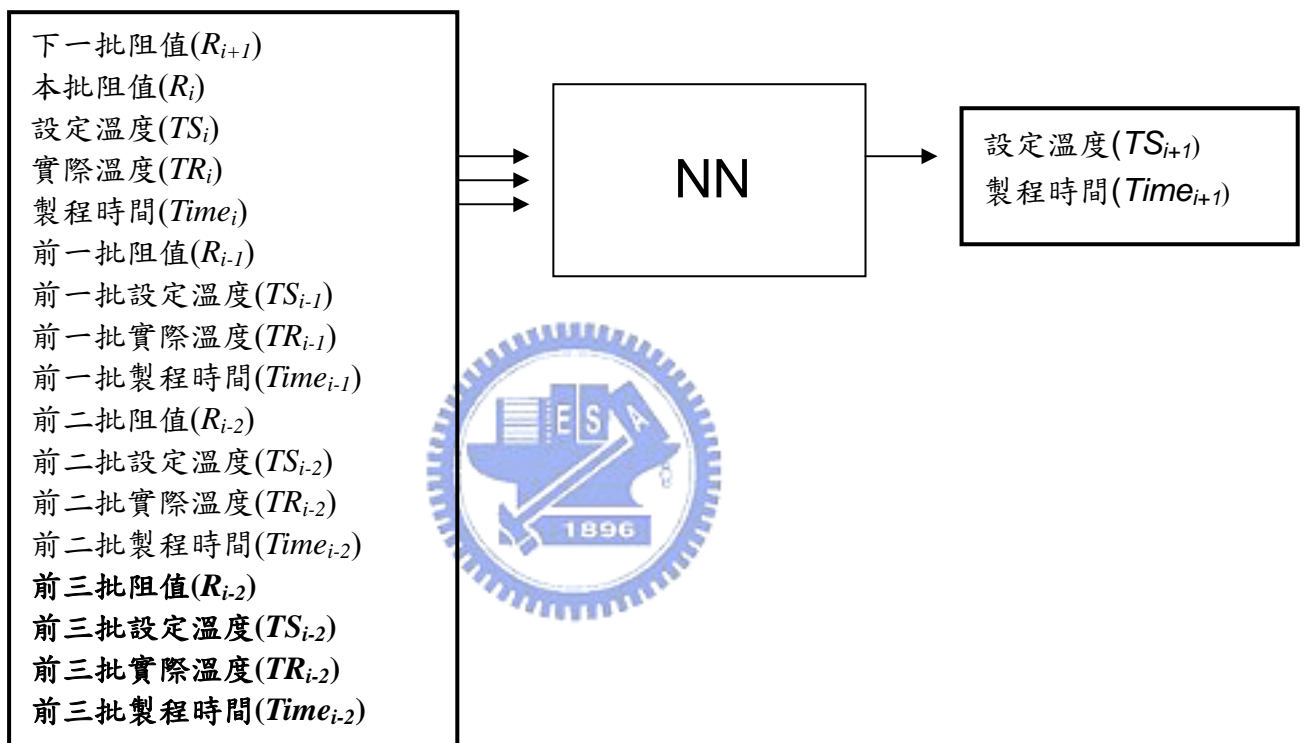 下一批阻值(Ri+1)
本批阻值(Ri)
設定溫度(TSi)
實際溫度(TRi)
製程時間(Timei)
前一批阻值(Ri-1)
前一批設定溫度(TSi-1)
前一批實際溫度(TRi-1)
前一批製程時間(Timei-1)
前二批阻值(Ri-2)
前二批設定溫度(TSi-2)
前二批實際溫度(TRi-2)
前二批製程時間(Timei-2)
前三批阻值(Ri-2)
前三批設定溫度(TSi-2)
前三批實際溫度(TRi-2)
前三批製程時間(Timei-2)
NN
設定溫度(TSi+1)
製程時間(Timei+1)
E S A
1896